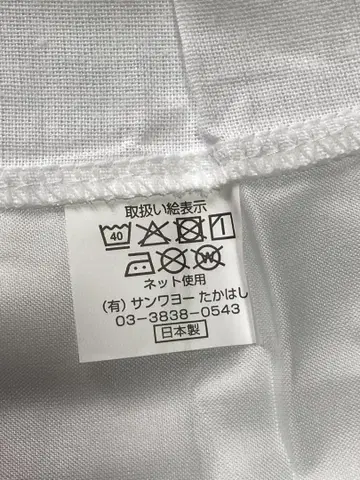 取扱い絵表示
40
W
ネット使用
(有) サンワヨー たかはし
03-3838-0543
日本製